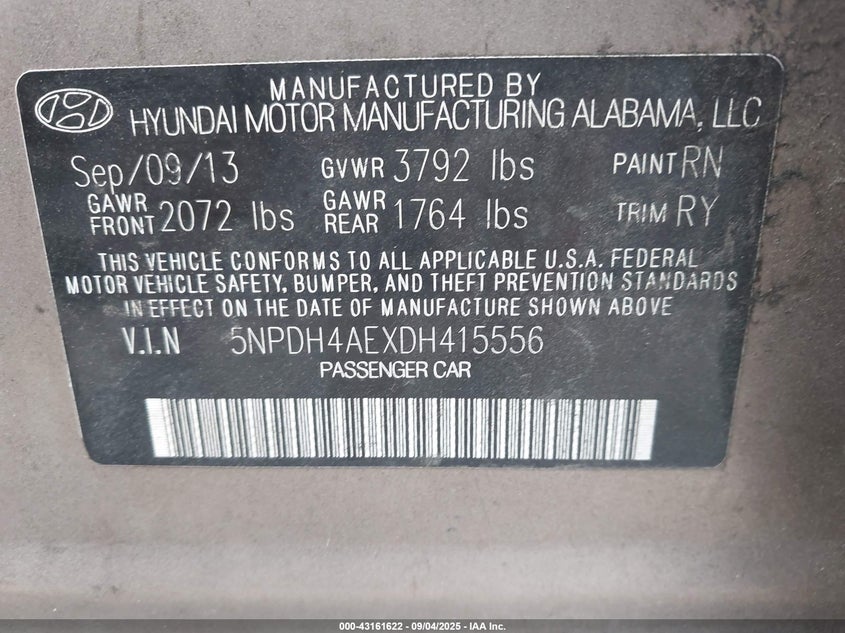 MANUFACTURED BY
HYUNDAI MOTOR MANUFACTURING ALABAMA, LLC
Sep/09/13 GVWR 3792 lbs PAINT RN
GAWR FRONT 2072 lbs GAWR REAR 1764 lbs TRIM RY
THIS VEHICLE CONFORMS TO ALL APPLICABLE U.S.A. FEDERAL
MOTOR VEHICLE SAFETY, BUMPER, AND THEFT PREVENTION STANDARDS
IN EFFECT ON THE DATE OF MANUFACTURE SHOWN ABOVE
V.I.N 5NPDH4AEXDH415556
PASSENGER CAR
000-43161622 - 09/04/2025 - IAA Inc.